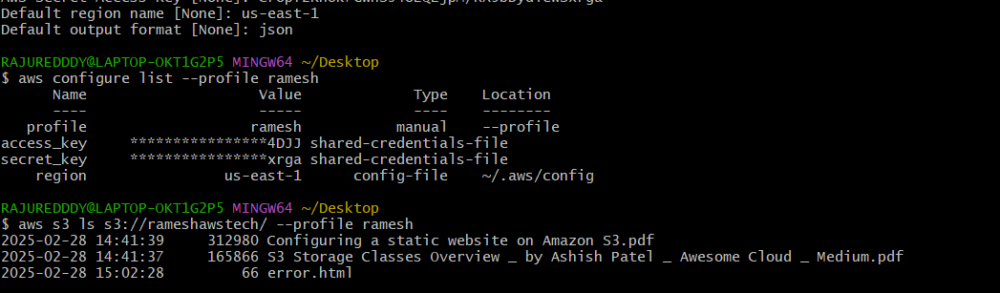 Default region name [None]: us-east-1
Default output format [None]: json
RAJUREDDDY@LAPTOP-OKT1G2P5 MINGW64 ~/Desktop
$ aws configure list --profile ramesh
Name Value Type Location
---- ----- ---- --------
profile ramesh manual --profile
access_key ****************4DJJ shared-credentials-file
secret_key ****************xrga shared-credentials-file
region us-east-1 config-file ~/.aws/config
RAJUREDDDY@LAPTOP-OKT1G2P5 MINGW64 ~/Desktop
$ aws s3 ls s3://rameshawstech/ --profile ramesh
2025-02-28 14:41:39 312980 Configuring a static website on Amazon S3.pdf
2025-02-28 14:41:37 165866 S3 Storage Classes Overview _ by Ashish Patel _ Awesome Cloud _ Medium.pdf
2025-02-28 15:02:28 66 error.html